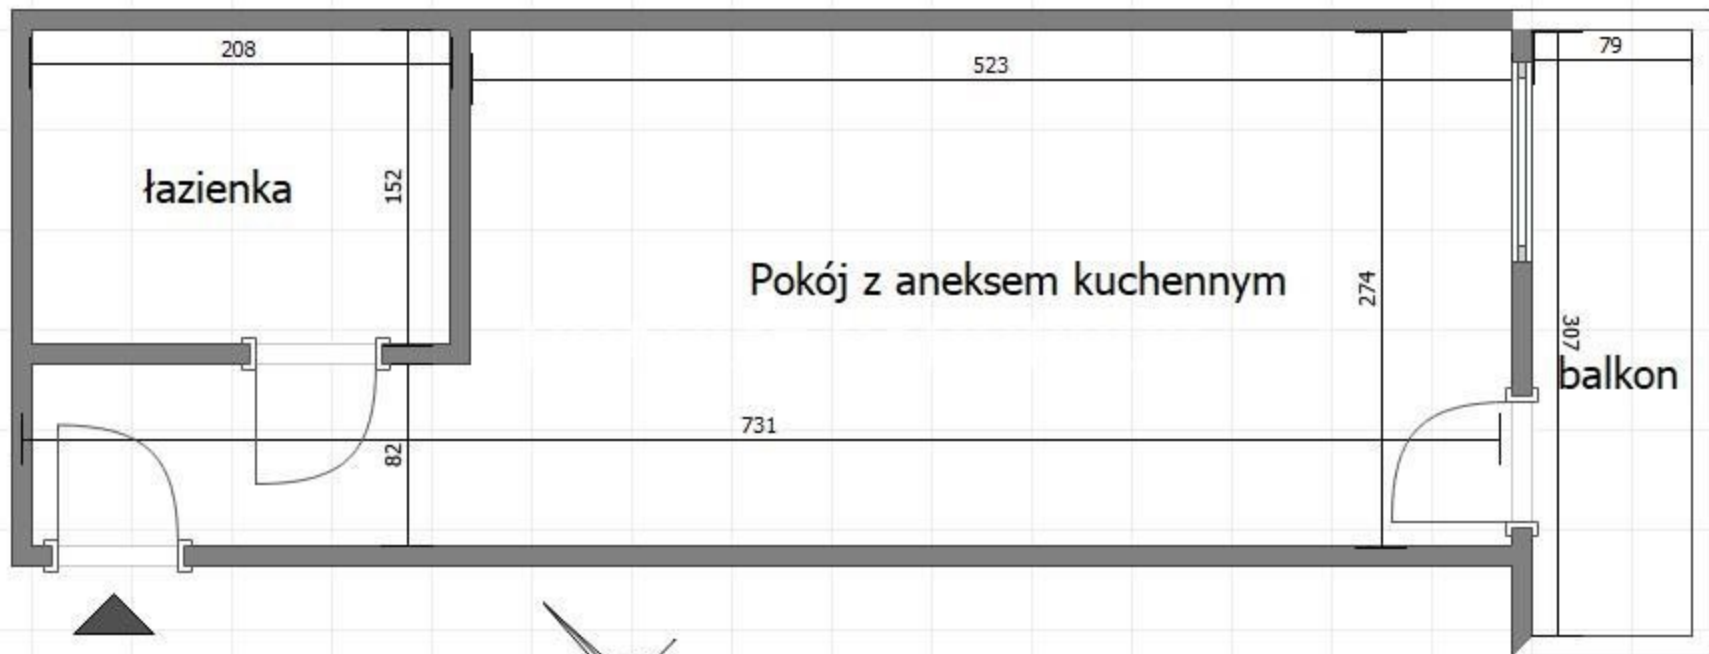 208
523
79
152
łazienka
Pokój z aneksem kuchennym
274
307
balkon
731
82